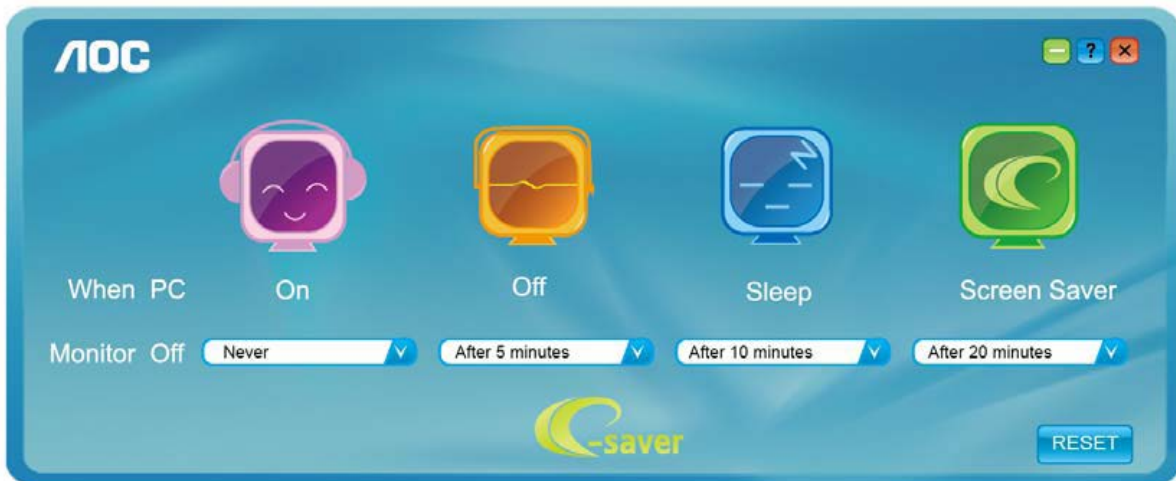 AOC
?
When PC On Off Sleep Screen Saver
Monitor Off Never After 5 minutes After 10 minutes After 20 minutes
e-saver
RESET